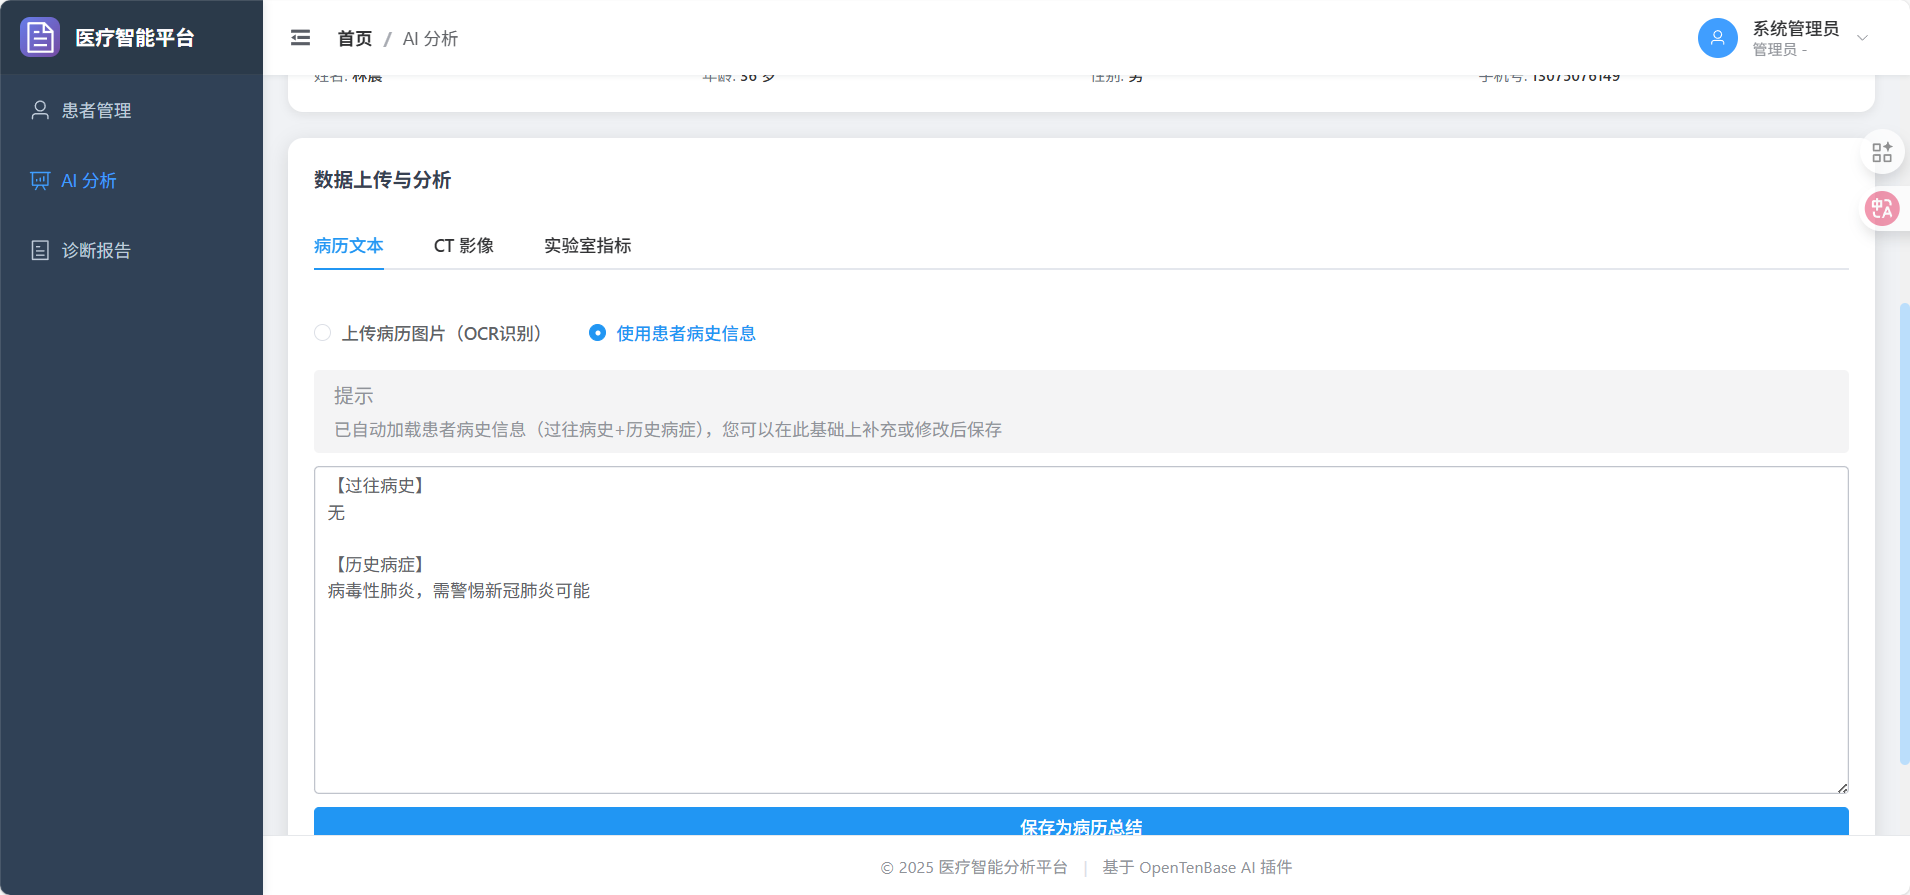 医疗智能平台
首页 / AI 分析
系统管理员
管理员 -
患者管理
AI 分析
诊断报告
姓名: 林晨 年龄: 36 岁 性别: 男 手机号: 13075076149
数据上传与分析
病历文本 CT 影像 实验室指标
上传病历图片（OCR识别） 使用患者病史信息
提示
已自动加载患者病史信息（过往病史+历史病症），您可以在此基础上补充或修改后保存
【过往病史】
无
【历史病症】
病毒性肺炎，需警惕新冠肺炎可能
保存为病历总结
© 2025 医疗智能分析平台 | 基于 OpenTenBase AI 插件